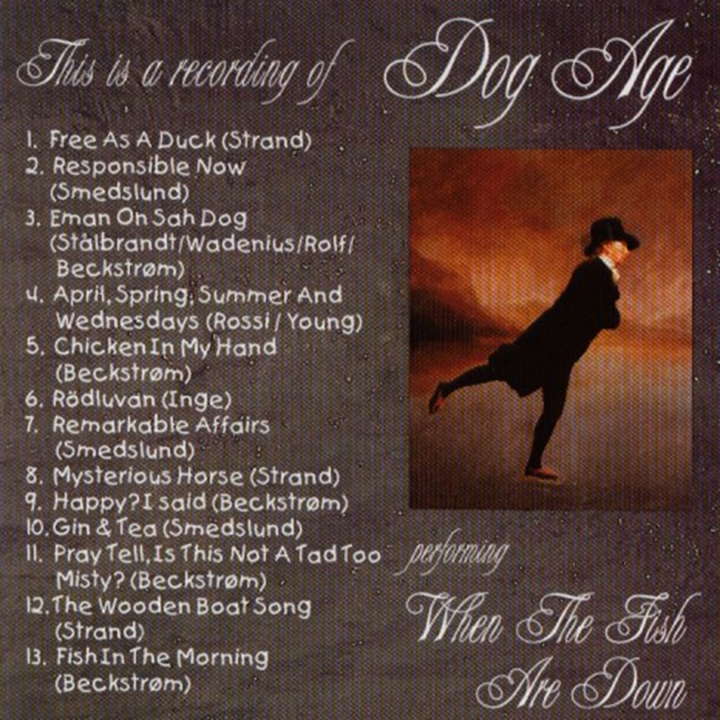 This is a recording of Dog Age
1. Free As A Duck (Strand)
2. Responsible Now
(Smedslund)
3. Eman On Sah Dog
(Stålbrandt/Wadenius/Rolf/
Beckstrøm)
4. April, Spring, Summer And
Wednesdays (Rossi / Young)
5. Chicken In My Hand
(Beckstrøm)
6. Rödluvan (Inge)
7. Remarkable Affairs
(Smedslund)
8. Mysterious Horse (Strand)
9. Happy? I said (Beckstrøm)
10. Gin & Tea (Smedslund)
11. Pray Tell, Is This Not A Tad Too
Misty? (Beckstrøm)
12. The Wooden Boat Song
(Strand)
13. Fish In The Morning
(Beckstrøm)
performing
When The Fish
Are Down